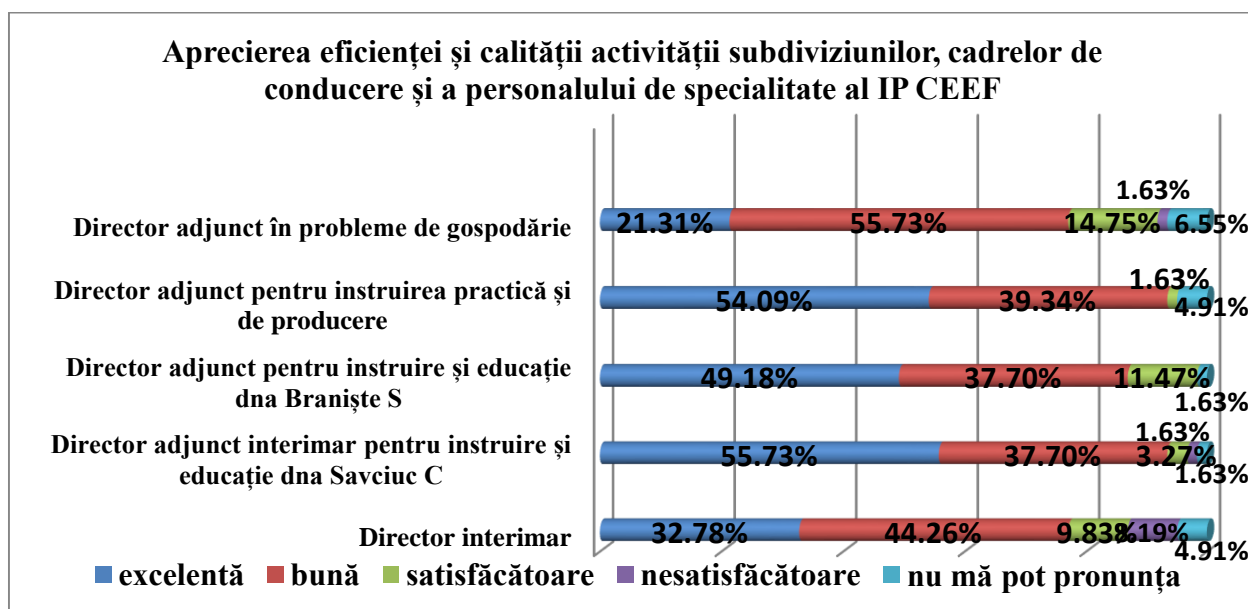 Aprecierea eficienței și calității activității subdiviziunilor, cadrelor de
conducere și a personalului de specialitate al IP CEEF
1.63%
Director adjunct în probleme de gospodărie
21.31% 55.73% 14.75% 6.55%
Director adjunct pentru instruirea practică și
de producere
54.09% 39.34% 1.63% 4.91%
Director adjunct pentru instruire și educație
dna Braniște S
49.18% 37.70% 11.47% 1.63%
Director adjunct interimar pentru instruire și
educație dna Savciuc C
55.73% 37.70% 3.27% 1.63% 1.63%
Director interimar
32.78% 44.26% 9.83% 4.91%
excelentă bună satisfăcătoare nesatisfăcătoare nu mă pot pronunța